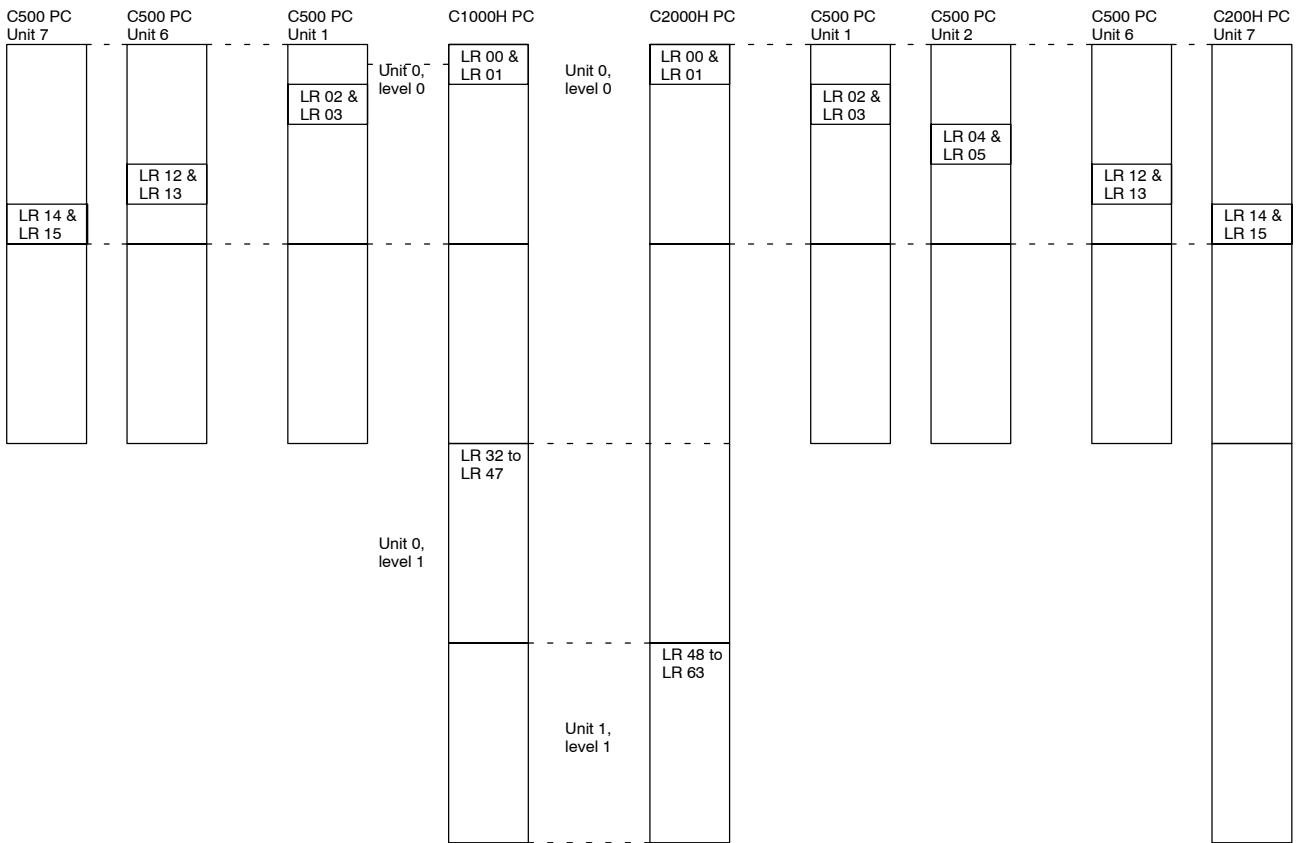 C500 PC
Unit 7
C500 PC
Unit 6
C500 PC
Unit 1
C1000H PC
C2000H PC
C500 PC
Unit 1
C500 PC
Unit 2
C500 PC
Unit 6
C200H PC
Unit 7
Unit 0,
level 0
LR 00 &
LR 01
Unit 0,
level 0
LR 00 &
LR 01
LR 02 &
LR 03
LR 02 &
LR 03
LR 04 &
LR 05
LR 12 &
LR 13
LR 12 &
LR 13
LR 14 &
LR 15
LR 14 &
LR 15
LR 32 to
LR 47
Unit 0,
level 1
LR 48 to
LR 63
Unit 1,
level 1